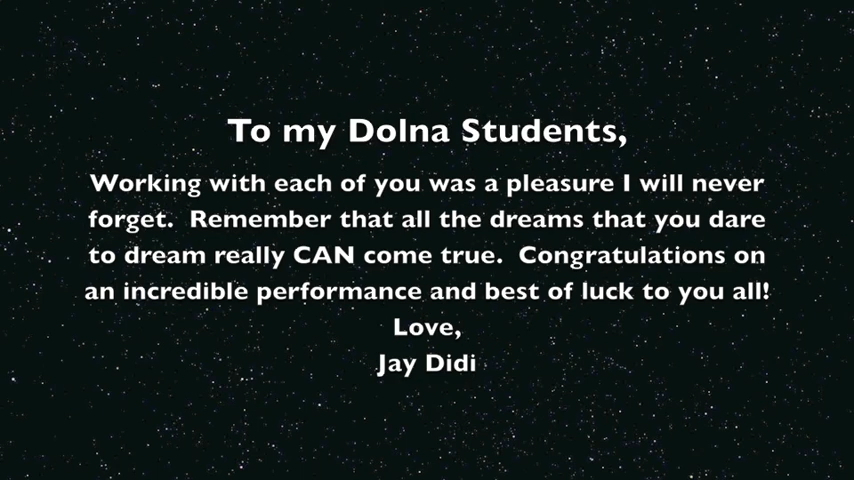 To my Dolna Students,
Working with each of you was a pleasure I will never
forget.  Remember that all the dreams that you dare
to dream really CAN come true.  Congratulations on
an incredible performance and best of luck to you all!
Love,
Jay Didi